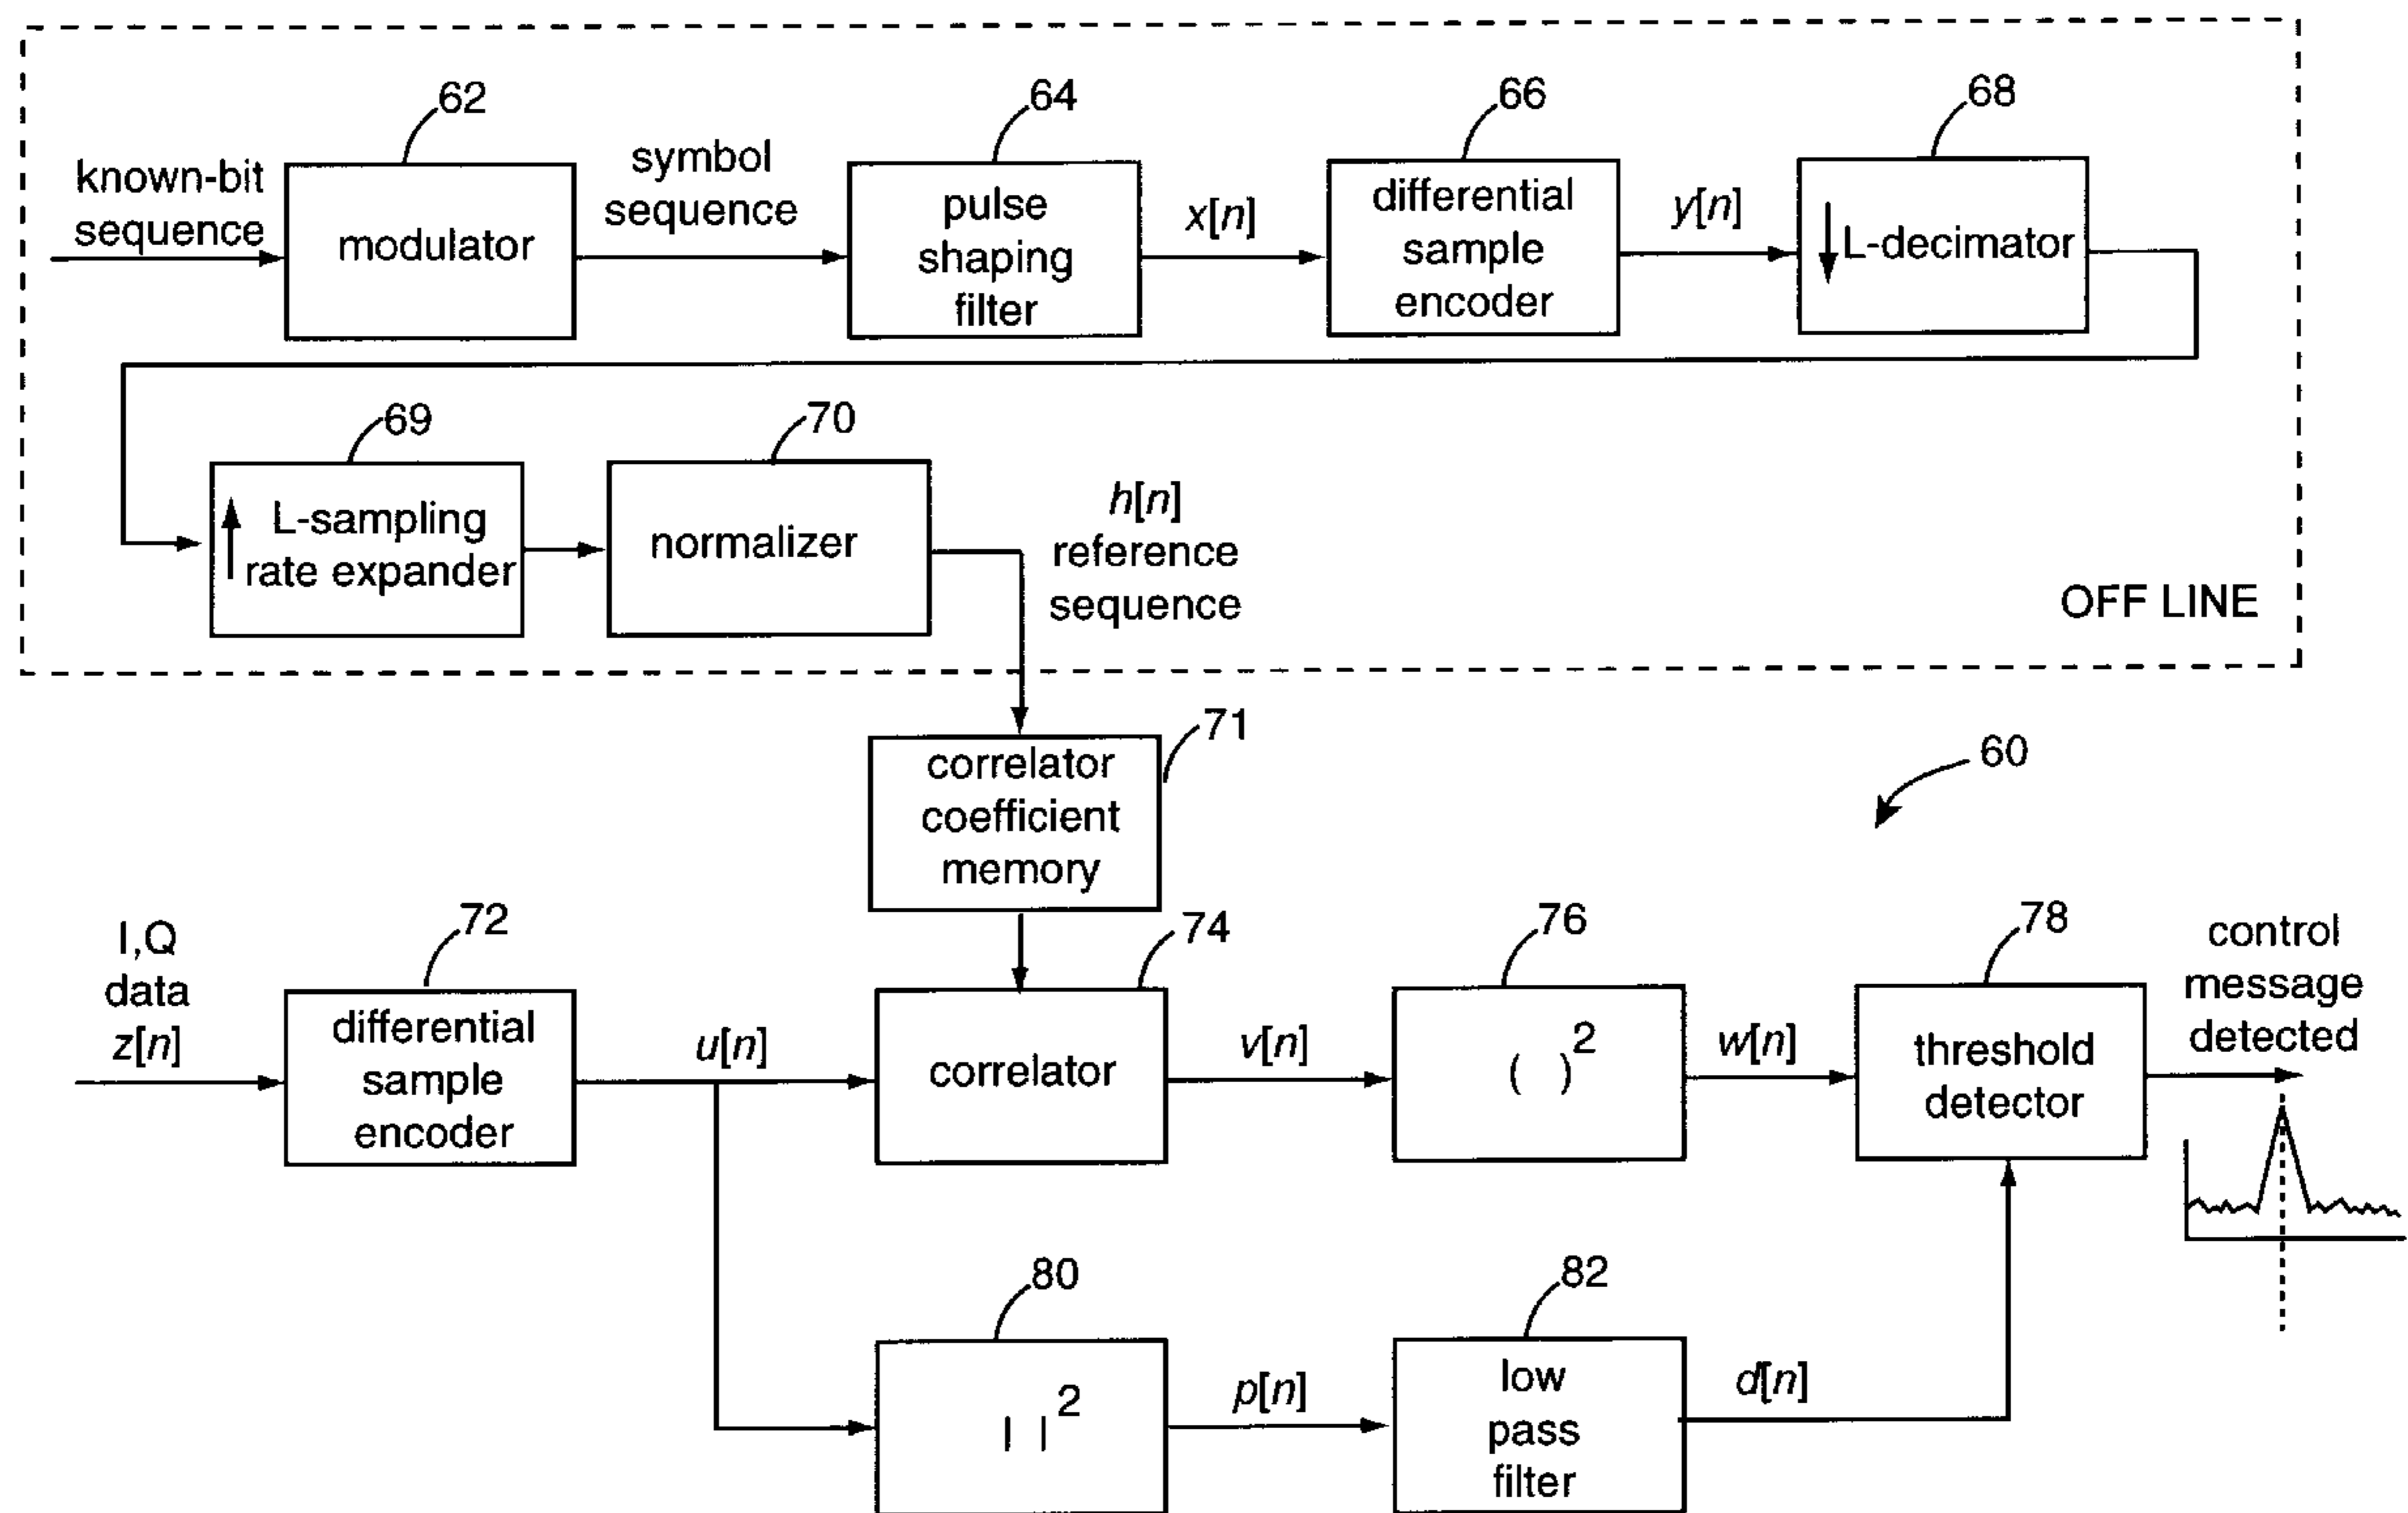 62
64
66
68
known-bit
sequence
modulator
symbol
sequence
pulse
shaping
filter
x[n]
differential
sample
encoder
y[n]
L-decimator
69
70
L-sampling
rate expander
normalizer
h[n]
reference
sequence
OFF LINE
71
correlator
coefficient
memory
60
I,Q
data
z[n]
72
differential
sample
encoder
u[n]
74
correlator
v[n]
76
( )²
w[n]
78
threshold
detector
control
message
detected
80
| |²
p[n]
82
low
pass
filter
d[n]